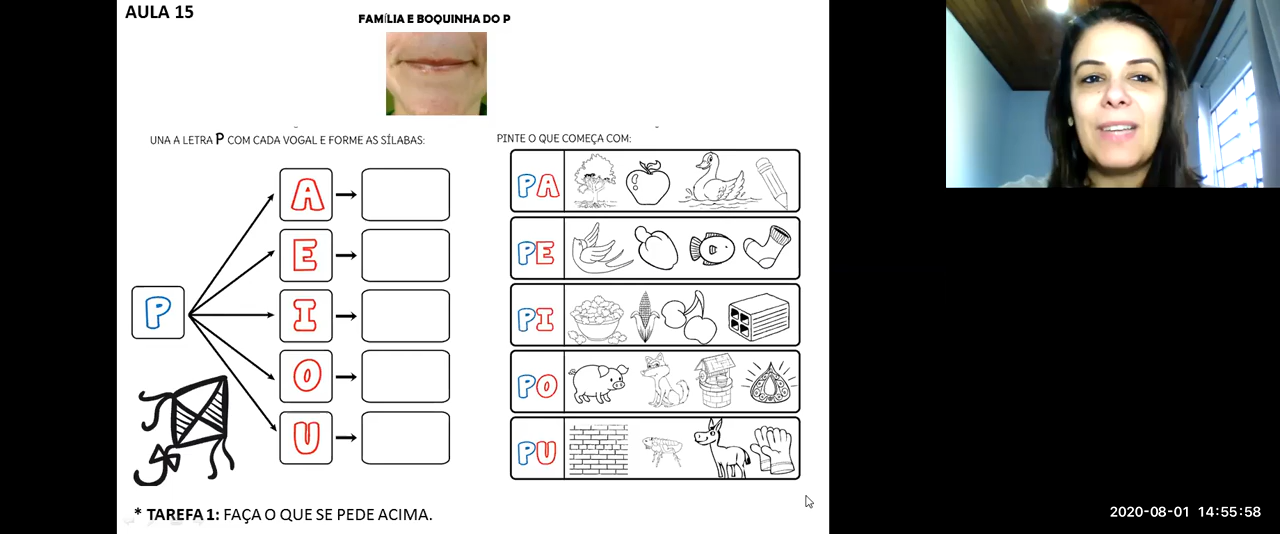 AULA 15
FAMÍLIA E BOQUINHA DO P
UNA A LETRA P COM CADA VOGAL E FORME AS SÍLABAS:
P
A
E
I
O
U
PINTE O QUE COMEÇA COM:
PA
PE
PI
PO
PU
* TAREFA 1: FAÇA O QUE SE PEDE ACIMA.
2020-08-01 14:55:58